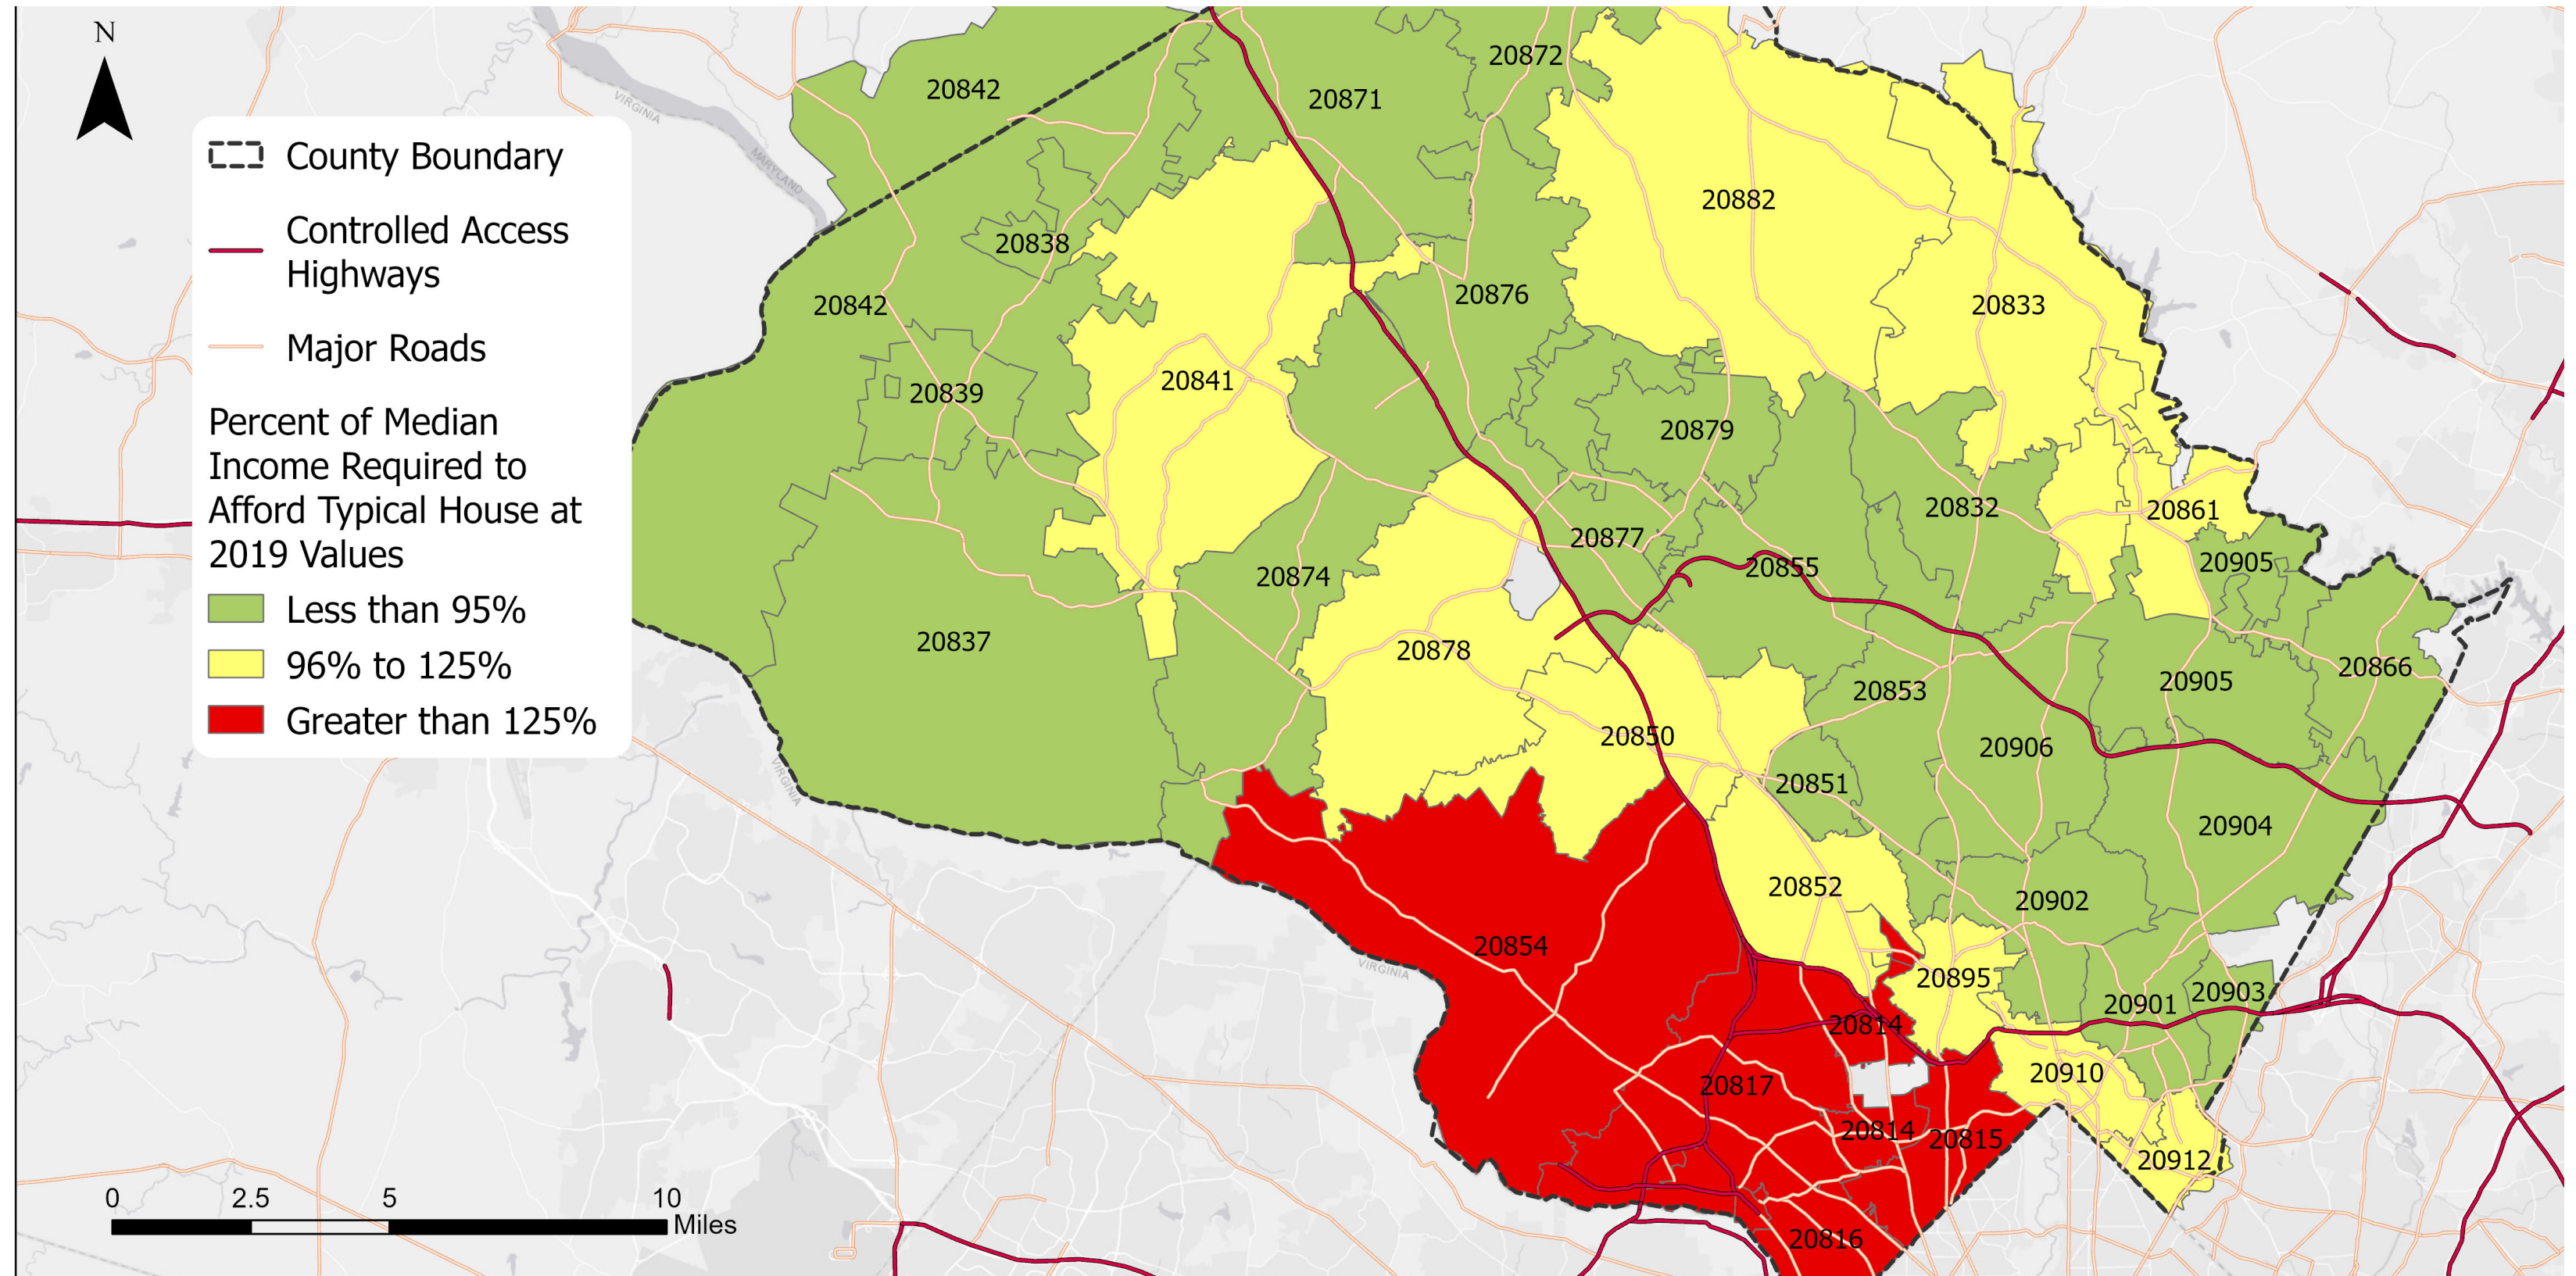 N
County Boundary
Controlled Access
Highways
Major Roads
Percent of Median
Income Required to
Afford Typical House at
2019 Values
Less than 95%
96% to 125%
Greater than 125%
0 2.5 5 10
Miles
VIRGINIA
MARYLAND
VIRGINIA
VIRGINIA
20842
20871
20872
20882
20838
20842
20876
20833
20841
20839
20879
20832
20861
20877
20855
20905
20874
20837
20878
20853
20905
20866
20850
20906
20851
20904
20852
20902
20854
20895
20901
20903
20814
20817
20910
20814
20815
20912
20816